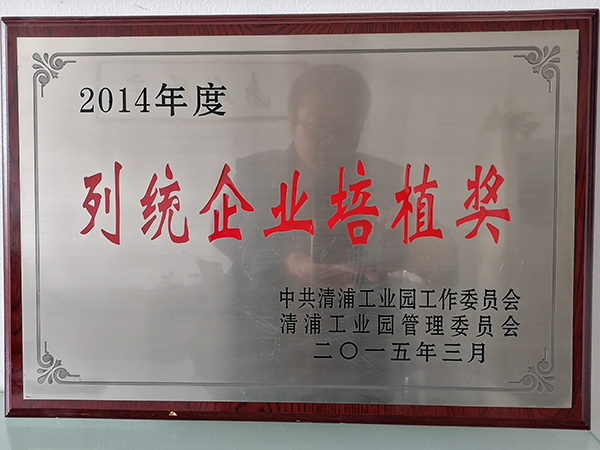 2014年度
列统企业培植奖
中共清浦工业园工作委员会
清浦工业园管理委员会
二〇一五年三月